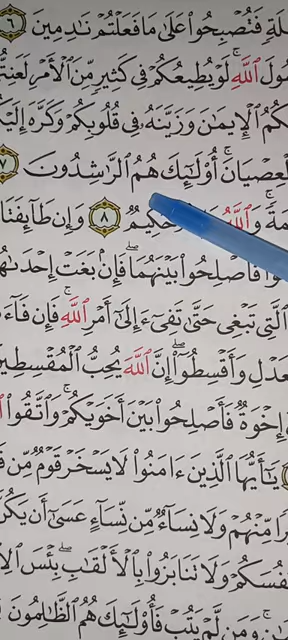 فَتُصۡبِحُواْ عَلَىٰ مَا فَعَلۡتُمۡ نَٰدِمِينَ ٦
ٱللَّهِۚ لَوۡ يُطِيعُكُمۡ فِي كَثِيرٖ مِّنَ ٱلۡأَمۡرِ لَعَنِتُّمۡ
ٱلۡإِيمَٰنَ وَزَيَّنَهُۥ فِي قُلُوبِكُمۡ وَكَرَّهَ
وَٱلۡعِصۡيَانَۚ أُوْلَٰٓئِكَ هُمُ ٱلرَّٰشِدُونَ ٧
وَٱللَّهُ حَكِيمٞ ٨ وَإِن طَآئِفَتَانِ
فَأَصۡلِحُواْ بَيۡنَهُمَاۖ فَإِنۢ بَغَتۡ إِحۡدَىٰهُمَا
ٱلَّتِي تَبۡغِي حَتَّىٰ تَفِيٓءَ إِلَىٰٓ أَمۡرِ ٱللَّهِۚ فَإِن فَآءَتۡ
بِٱلۡعَدۡلِ وَأَقۡسِطُوٓاْۖ إِنَّ ٱللَّهَ يُحِبُّ ٱلۡمُقۡسِطِينَ
إِخۡوَةٞ فَأَصۡلِحُواْ بَيۡنَ أَخَوَيۡكُمۡۚ وَٱتَّقُواْ
يَٰٓأَيُّهَا ٱلَّذِينَ ءَامَنُواْ لَا يَسۡخَرۡ قَوۡمٞ مِّن
مِّنۡهُمۡ وَلَا نِسَآءٞ مِّن نِّسَآءٍ عَسَىٰٓ أَن
أَنفُسَكُمۡ وَلَا تَنَابَزُواْ بِٱلۡأَلۡقَٰبِۖ بِئۡسَ
وَمَن لَّمۡ يَتُبۡ فَأُوْلَٰٓئِكَ هُمُ ٱلظَّٰلِمُونَ